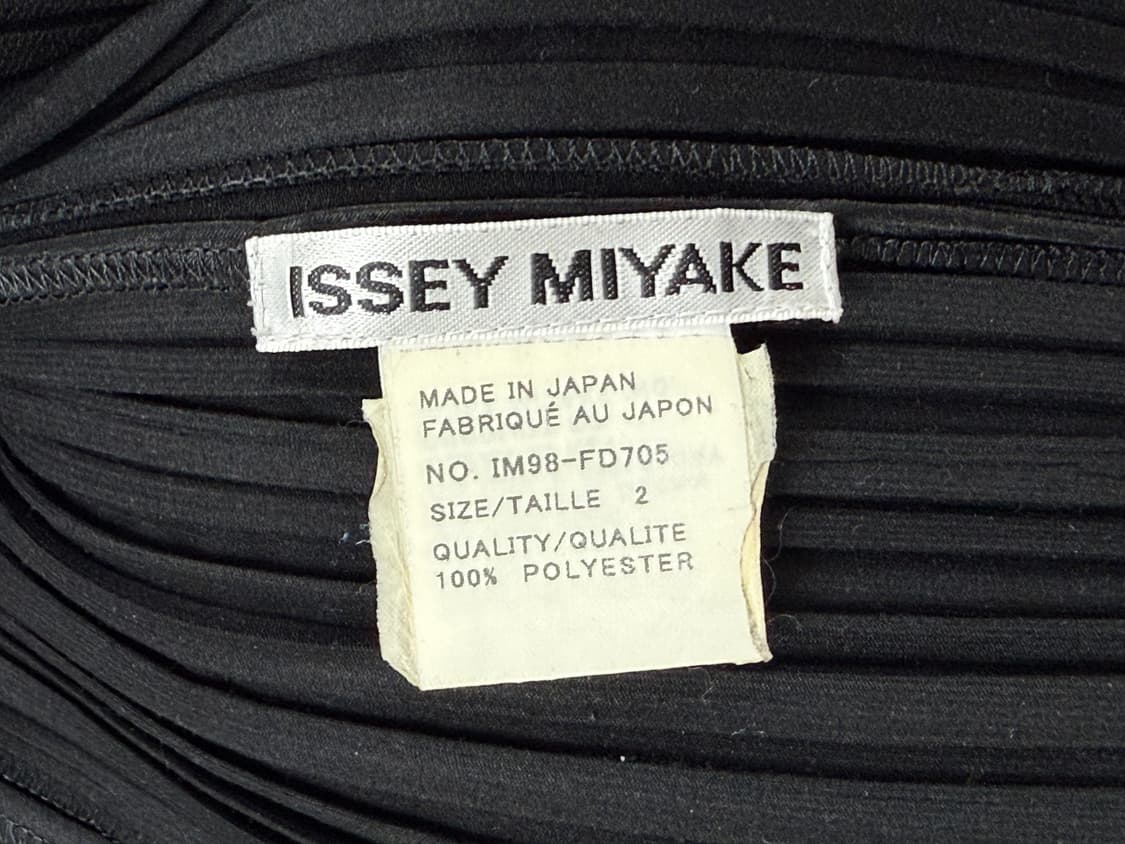 ISSEY MIYAKE
MADE IN JAPAN
FABRIQUÉ AU JAPON
NO. IM98-FD705
SIZE/TAILLE 2
QUALITY/QUALITE
100% POLYESTER